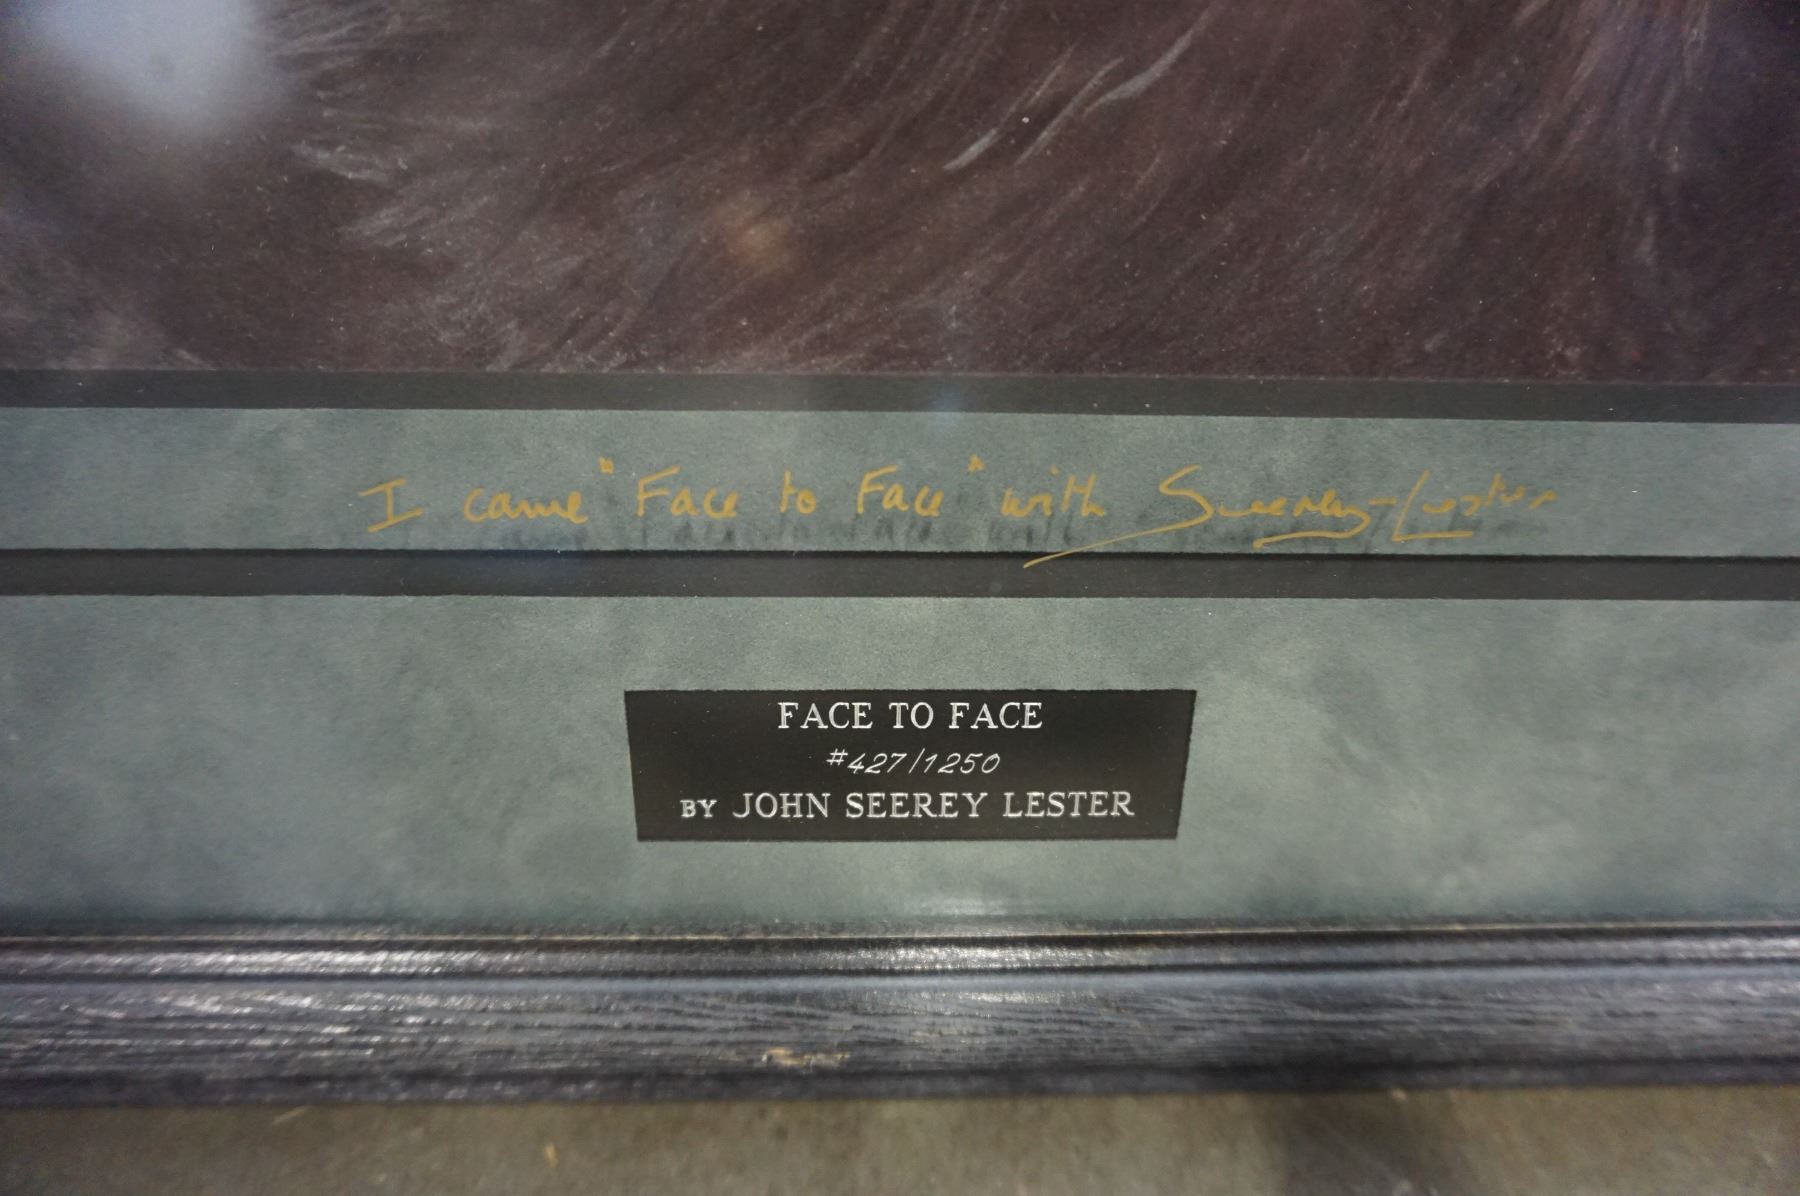 I came "Face to Face" with Seerey-Lester
FACE TO FACE
#427/1250
BY JOHN SEEREY LESTER